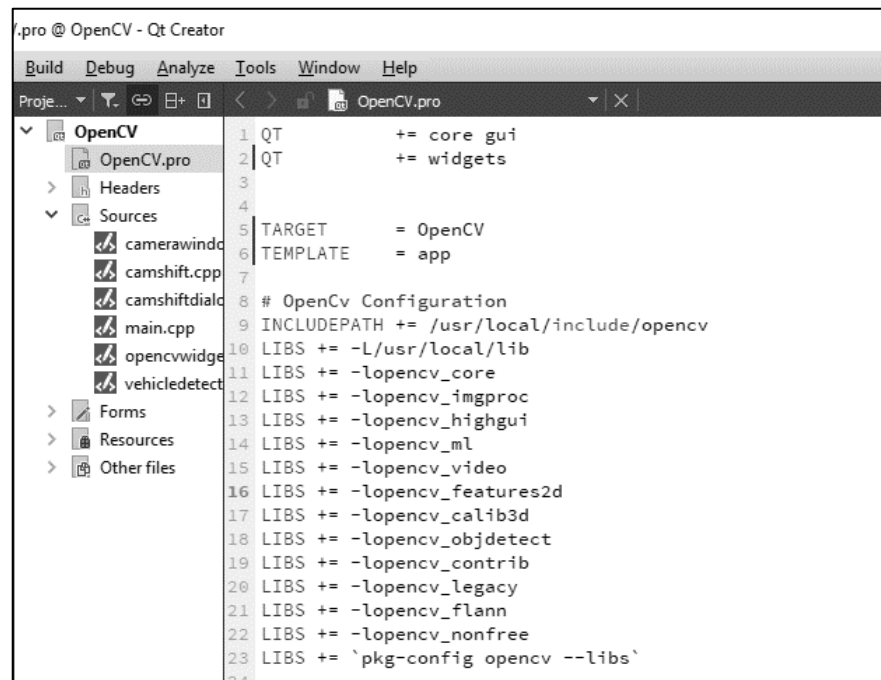 /.pro @ OpenCV - Qt Creator
Build Debug Analyze Tools Window Help
Proje... OpenCV.pro
OpenCV
OpenCV.pro
Headers
Sources
camerawindo
camshift.cpp
camshiftdialo
main.cpp
opencvwidge
vehicledetect
Forms
Resources
Other files
1 QT += core gui
2 QT += widgets
3
4
5 TARGET = OpenCV
6 TEMPLATE = app
7
8 # OpenCv Configuration
9 INCLUDEPATH += /usr/local/include/opencv
10 LIBS += -L/usr/local/lib
11 LIBS += -lopencv_core
12 LIBS += -lopencv_imgproc
13 LIBS += -lopencv_highgui
14 LIBS += -lopencv_ml
15 LIBS += -lopencv_video
16 LIBS += -lopencv_features2d
17 LIBS += -lopencv_calib3d
18 LIBS += -lopencv_objdetect
19 LIBS += -lopencv_contrib
20 LIBS += -lopencv_legacy
21 LIBS += -lopencv_flann
22 LIBS += -lopencv_nonfree
23 LIBS += `pkg-config opencv --libs`